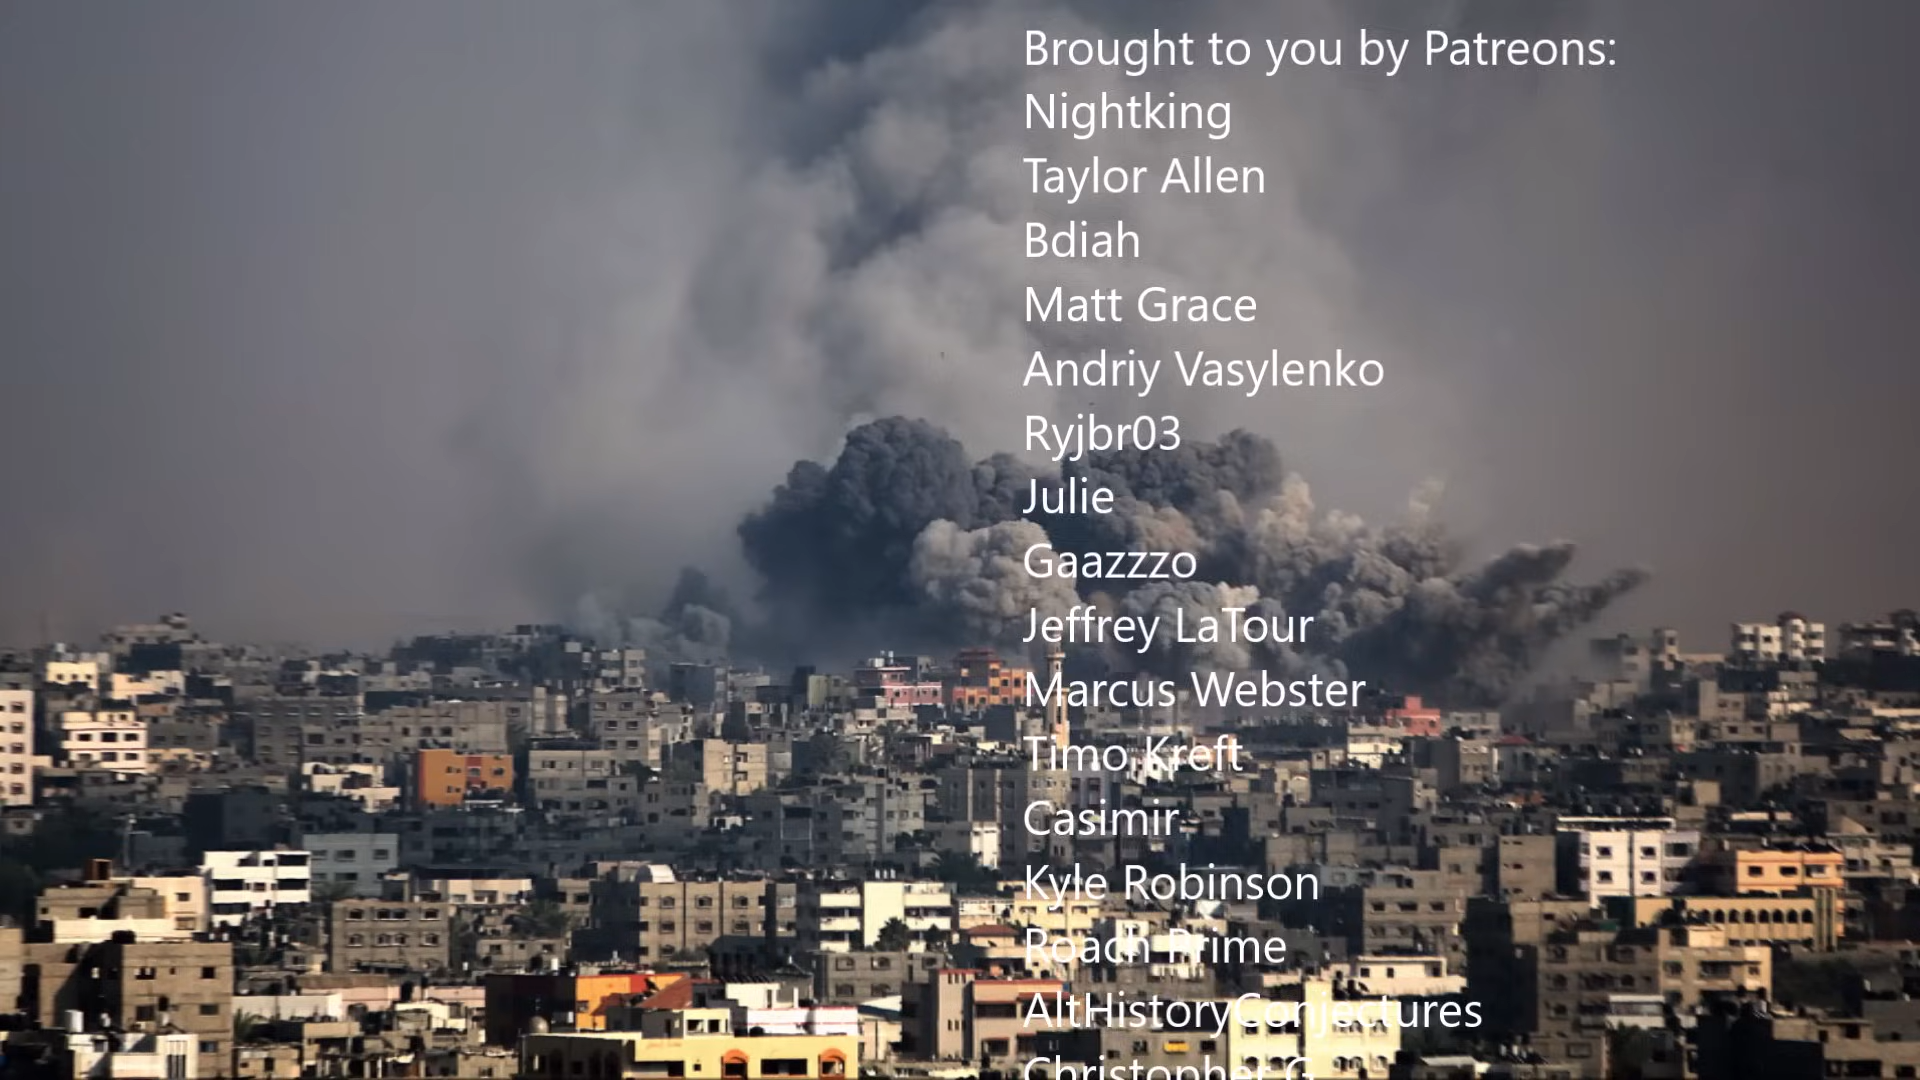 Brought to you by Patreons:
Nightking
Taylor Allen
Bdiah
Matt Grace
Andriy Vasylenko
Ryjbr03
Julie
Gaazzzo
Jeffrey LaTour
Marcus Webster
Timo Kreft
Casimir
Kyle Robinson
Roach Prime
AltHistoryConjectures
Christopher G